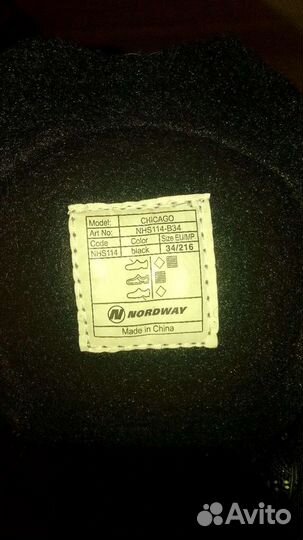 Model: CHICAGO
Art No: NHS114-B34
Code Color Size EU/MP
NHS114 black 34/216
N NORDWAY
Made in China
Avito